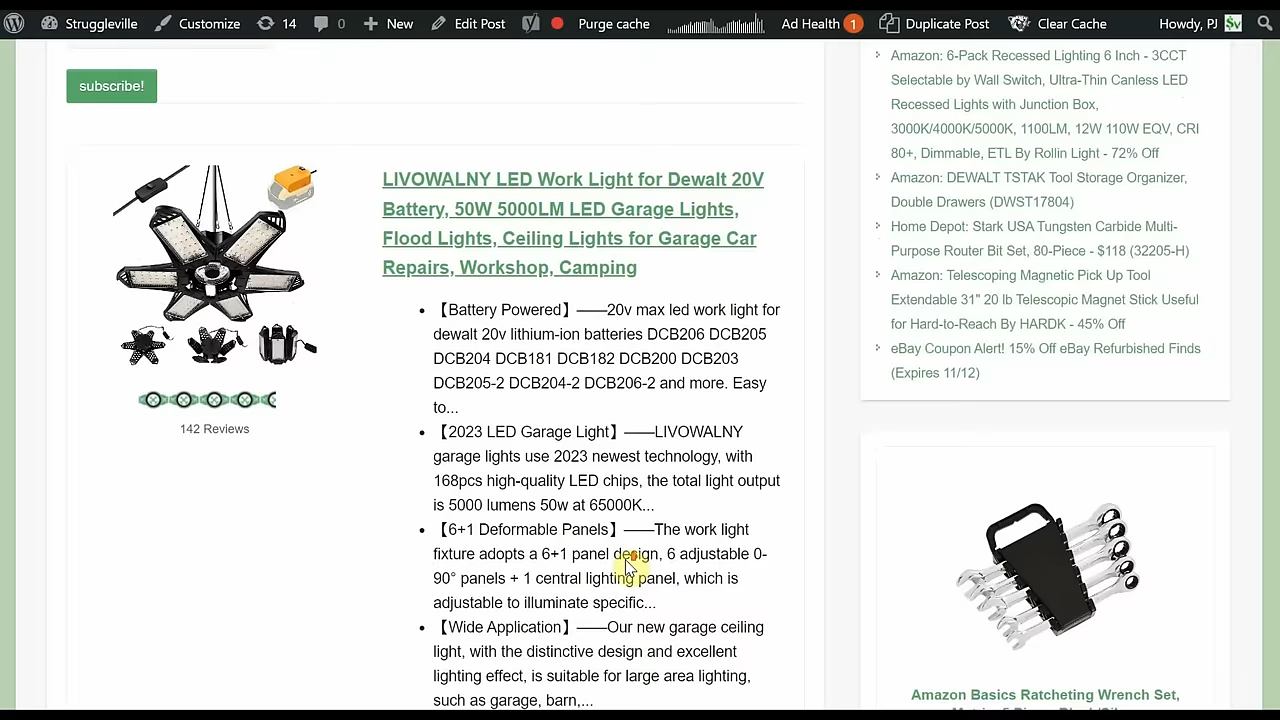 Struggleville Customize 14 0 New Edit Post Purge cache Ad Health 1 Duplicate Post Clear Cache Howdy, PJ
subscribe!
LIVOWALNY LED Work Light for Dewalt 20V
Battery, 50W 5000LM LED Garage Lights,
Flood Lights, Ceiling Lights for Garage Car
Repairs, Workshop, Camping
142 Reviews
• 【Battery Powered】——20v max led work light for
dewalt 20v lithium-ion batteries DCB206 DCB205
DCB204 DCB181 DCB182 DCB200 DCB203
DCB205-2 DCB204-2 DCB206-2 and more. Easy
to...
• 【2023 LED Garage Light】——LIVOWALNY
garage lights use 2023 newest technology, with
168pcs high-quality LED chips, the total light output
is 5000 lumens 50w at 65000K...
• 【6+1 Deformable Panels】——The work light
fixture adopts a 6+1 panel design, 6 adjustable 0-
90° panels + 1 central lighting panel, which is
adjustable to illuminate specific...
• 【Wide Application】——Our new garage ceiling
light, with the distinctive design and excellent
lighting effect, is suitable for large area lighting,
such as garage, barn,...
Amazon: 6-Pack Recessed Lighting 6 Inch - 3CCT
Selectable by Wall Switch, Ultra-Thin Canless LED
Recessed Lights with Junction Box,
3000K/4000K/5000K, 1100LM, 12W 110W EQV, CRI
80+, Dimmable, ETL By Rollin Light - 72% Off
Amazon: DEWALT TSTAK Tool Storage Organizer,
Double Drawers (DWST17804)
Home Depot: Stark USA Tungsten Carbide Multi-
Purpose Router Bit Set, 80-Piece - $118 (32205-H)
Amazon: Telescoping Magnetic Pick Up Tool
Extendable 31" 20 lb Telescopic Magnet Stick Useful
for Hard-to-Reach By HARDK - 45% Off
eBay Coupon Alert! 15% Off eBay Refurbished Finds
(Expires 11/12)
Amazon Basics Ratcheting Wrench Set,